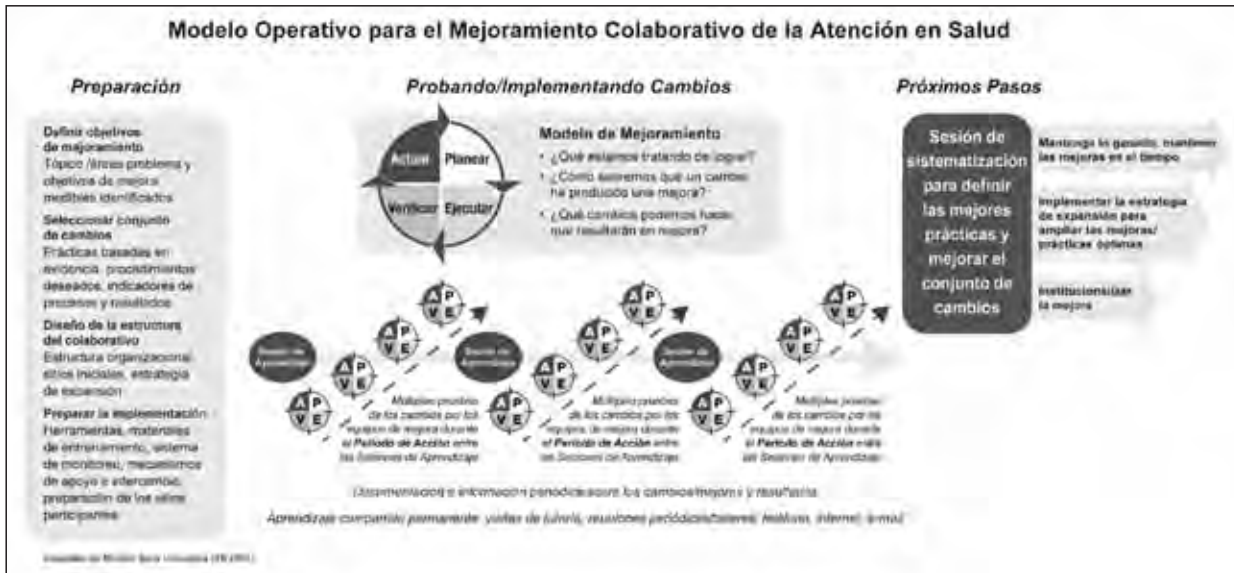 Modelo Operativo para el Mejoramiento Colaborativo de la Atención en Salud
Preparación
Definir objetivos
de mejoramiento
Tópico /áreas problema y
objetivos de mejora
medibles identificados
Seleccionar conjunto
de cambios
Prácticas basadas en
evidencia, procedimientos
deseados, indicadores de
procesos y resultados
Diseño de la estructura
del colaborativo
Estructura organizacional
sitios iniciales, estrategia
de expansión
Preparar la implementación
Herramientas, materiales
de entrenamiento, sistema
de monitoreo, mecanismos
de apoyo e intercambio,
preparación de los sitios
participantes
Probando/Implementando Cambios
Actuar
Planear
Verificar
Ejecutar
Modelo de Mejoramiento
• ¿Qué estamos tratando de lograr?
• ¿Cómo sabremos que un cambio
ha producido una mejora?
• ¿Qué cambios podemos hacer
que resultarán en mejora?
Sesión de
Aprendizaje
A P
V E
A P
V E
A P
V E
A P
V E
Múltiples pruebas
de los cambios por los
equipos de mejora durante
el Período de Acción entre
las Sesiones de Aprendizaje
Sesión de
Aprendizaje
A P
V E
A P
V E
A P
V E
A P
V E
Múltiples pruebas
de los cambios por los
equipos de mejora durante
el Período de Acción entre
las Sesiones de Aprendizaje
Sesión de
Aprendizaje
A P
V E
A P
V E
A P
V E
A P
V E
Múltiples pruebas
de los cambios por los
equipos de mejora durante
el Período de Acción entre
las Sesiones de Aprendizaje
Documentación e información periódica sobre los cambios/mejoras y resultados
Aprendizaje compartido permanente: visitas de tutoría, reuniones periódicas/talleres, teléfono, internet, e-mail
Próximos Pasos
Sesión de
sistematización
para definir
las mejores
prácticas y
mejorar el
conjunto de
cambios
Mantenga lo ganado, mantener
las mejoras en el tiempo
Implementar la estrategia
de expansión para
ampliar las mejoras/
prácticas óptimas
Institucionalizar
la mejora